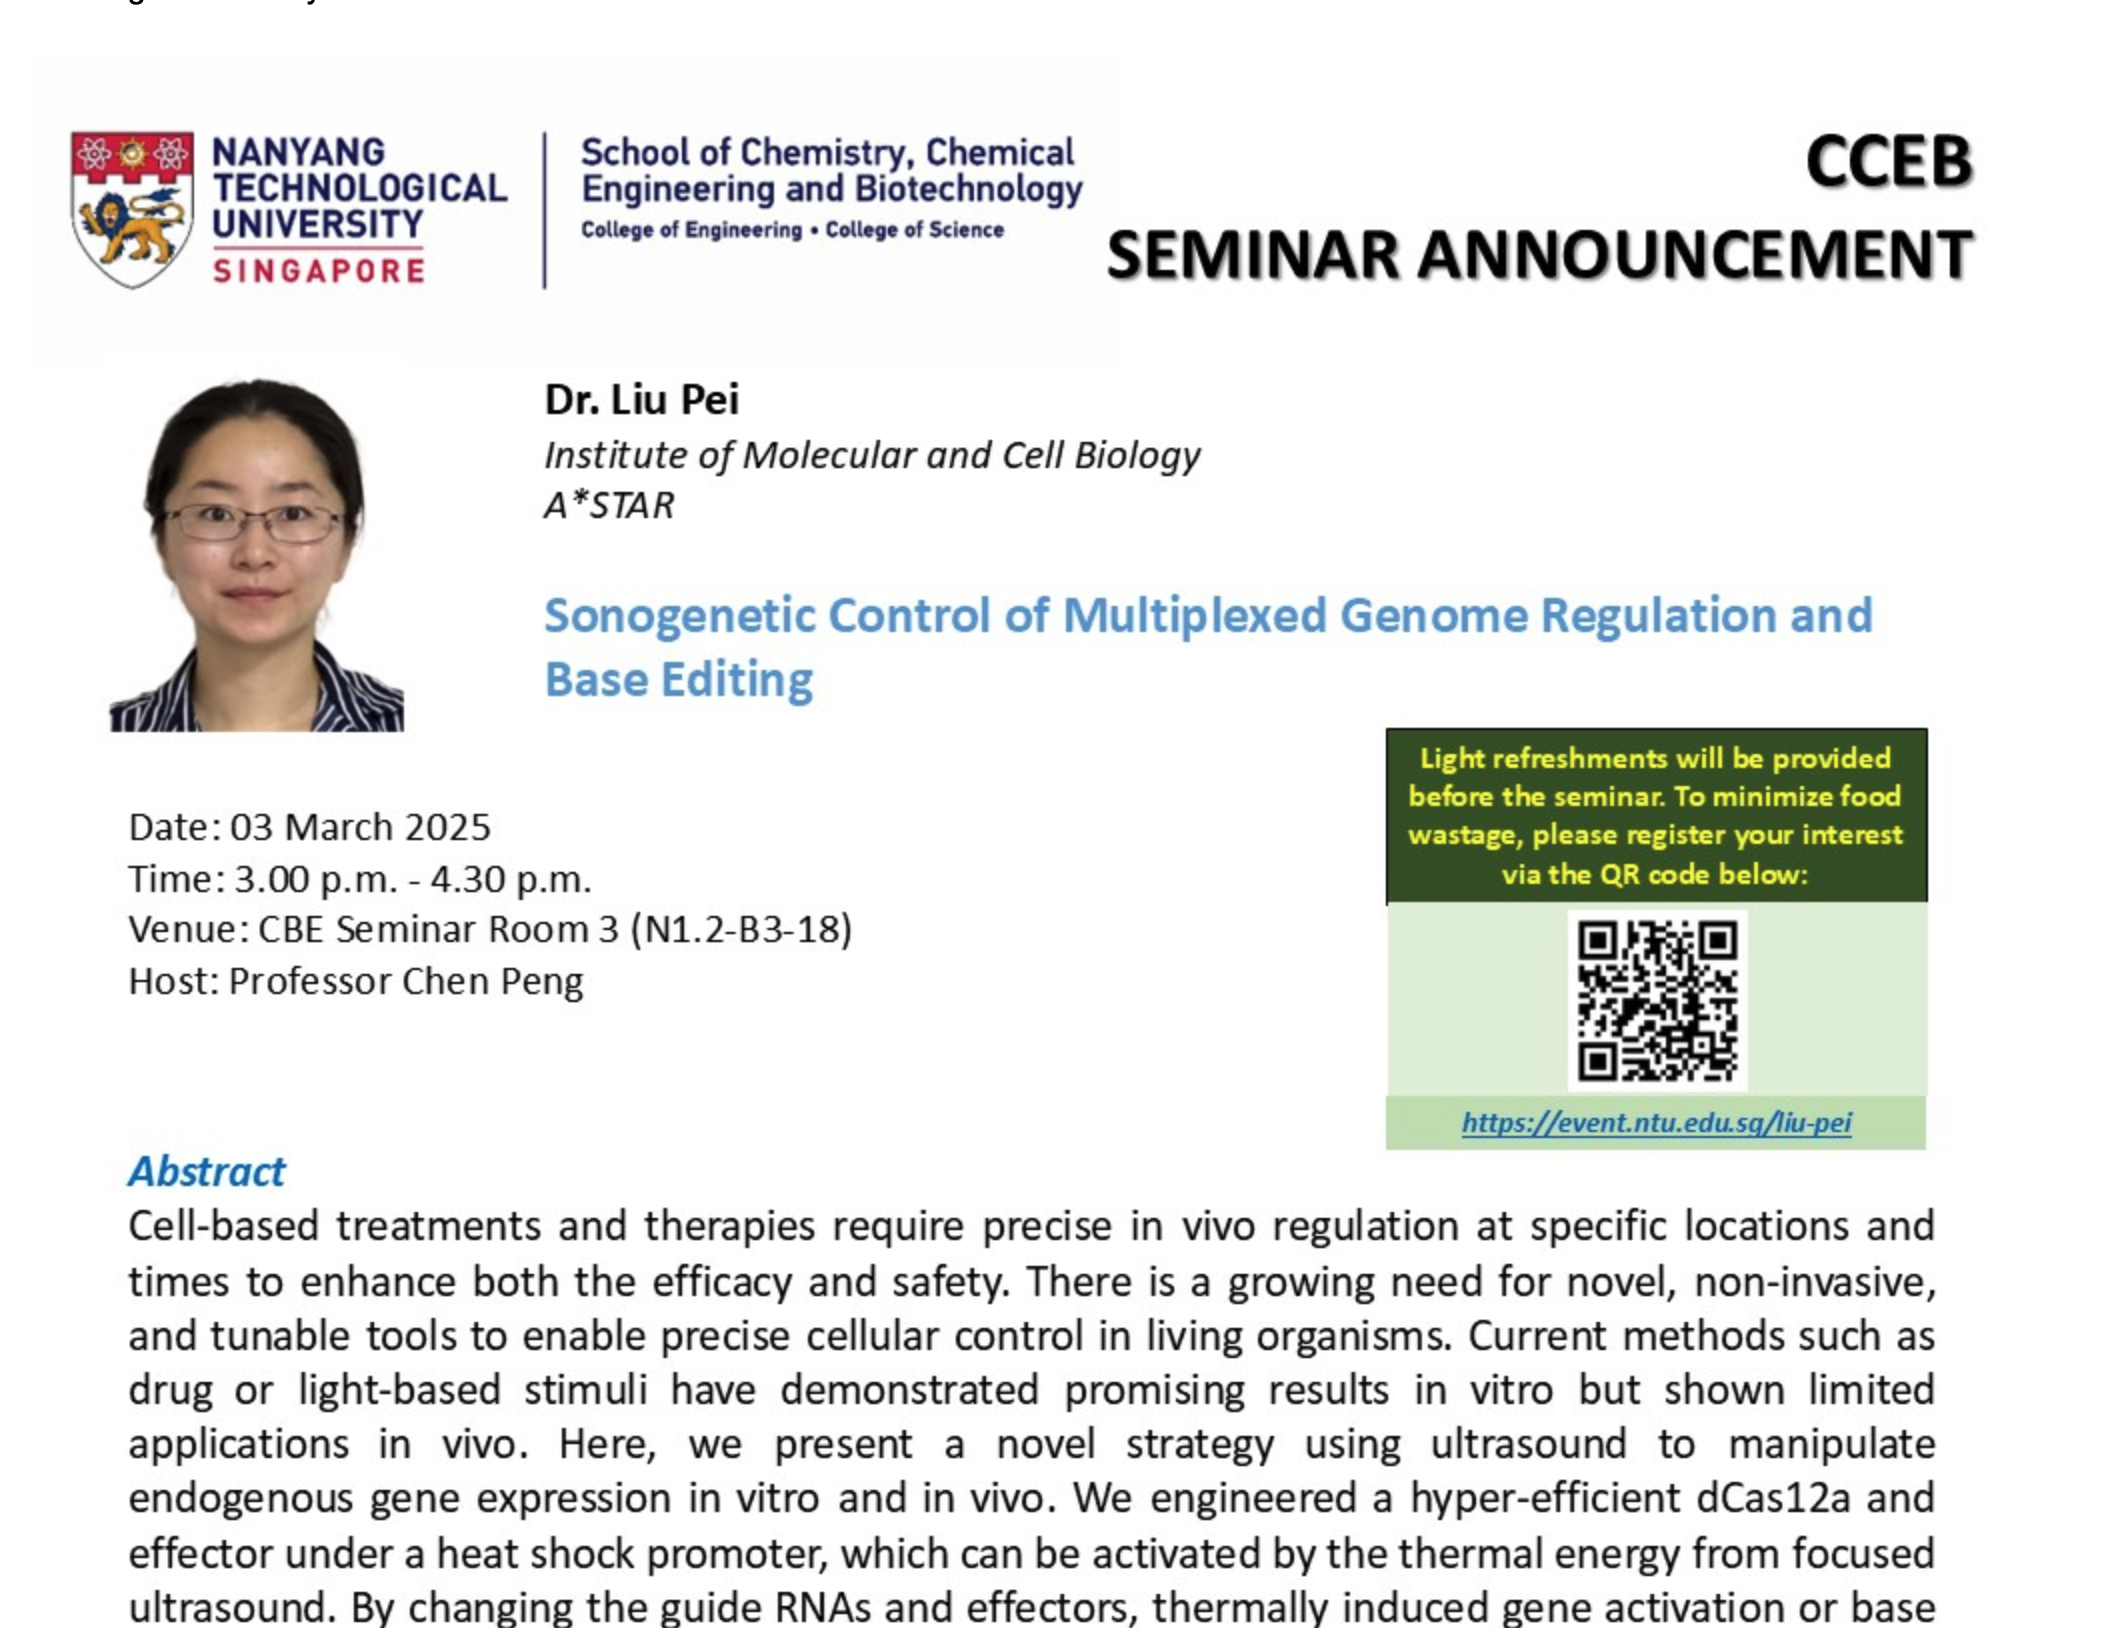 NANYANG
TECHNOLOGICAL
UNIVERSITY
SINGAPORE
School of Chemistry, Chemical
Engineering and Biotechnology
College of Engineering • College of Science
CCEB
SEMINAR ANNOUNCEMENT
Dr. Liu Pei
Institute of Molecular and Cell Biology
A*STAR
Sonogenetic Control of Multiplexed Genome Regulation and
Base Editing
Light refreshments will be provided
before the seminar. To minimize food
wastage, please register your interest
via the QR code below:
https://event.ntu.edu.sg/liu-pei
Date: 03 March 2025
Time: 3.00 p.m. - 4.30 p.m.
Venue: CBE Seminar Room 3 (N1.2-B3-18)
Host: Professor Chen Peng
Abstract
Cell-based treatments and therapies require precise in vivo regulation at specific locations and
times to enhance both the efficacy and safety. There is a growing need for novel, non-invasive,
and tunable tools to enable precise cellular control in living organisms. Current methods such as
drug or light-based stimuli have demonstrated promising results in vitro but shown limited
applications in vivo. Here, we present a novel strategy using ultrasound to manipulate
endogenous gene expression in vitro and in vivo. We engineered a hyper-efficient dCas12a and
effector under a heat shock promoter, which can be activated by the thermal energy from focused
ultrasound. By changing the guide RNAs and effectors, thermally induced gene activation or base